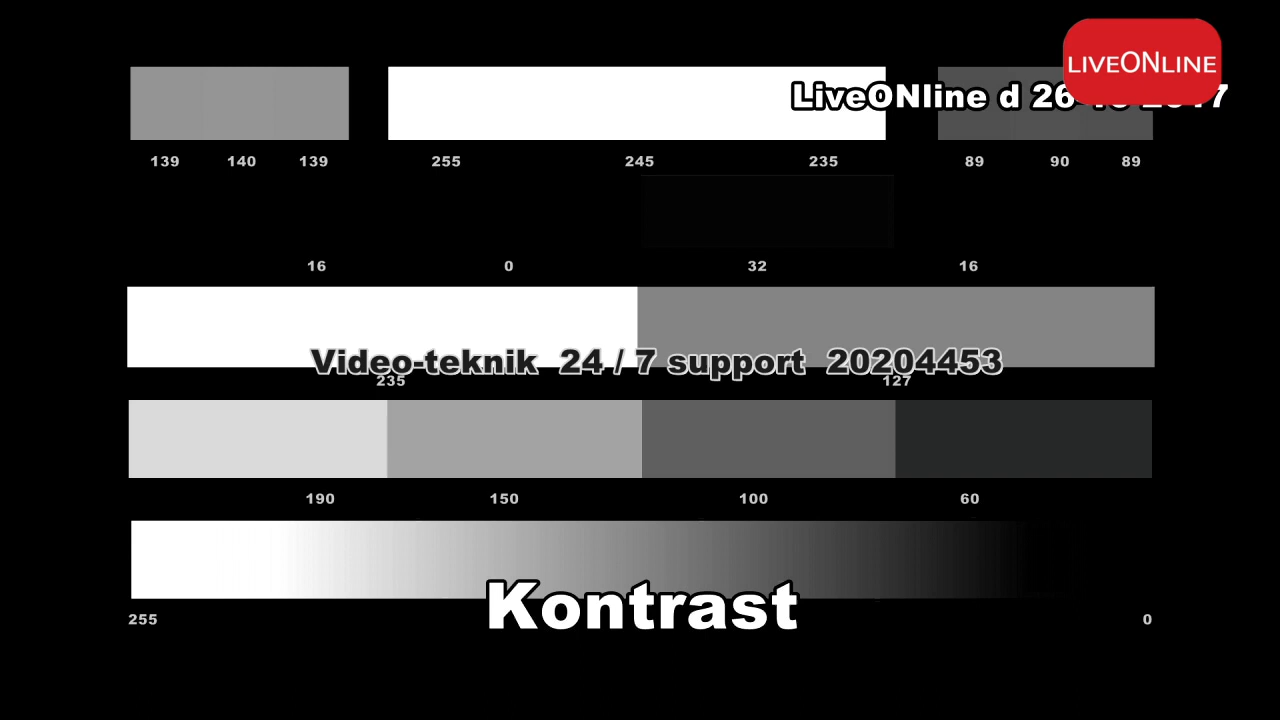 LIVEONLINE
LiveONline d 26
139 140 139 255 245 235 89 90 89
16 0 32 16
Video-teknik 24 / 7 support 20204453
235 127
190 150 100 60
Kontrast
255 0